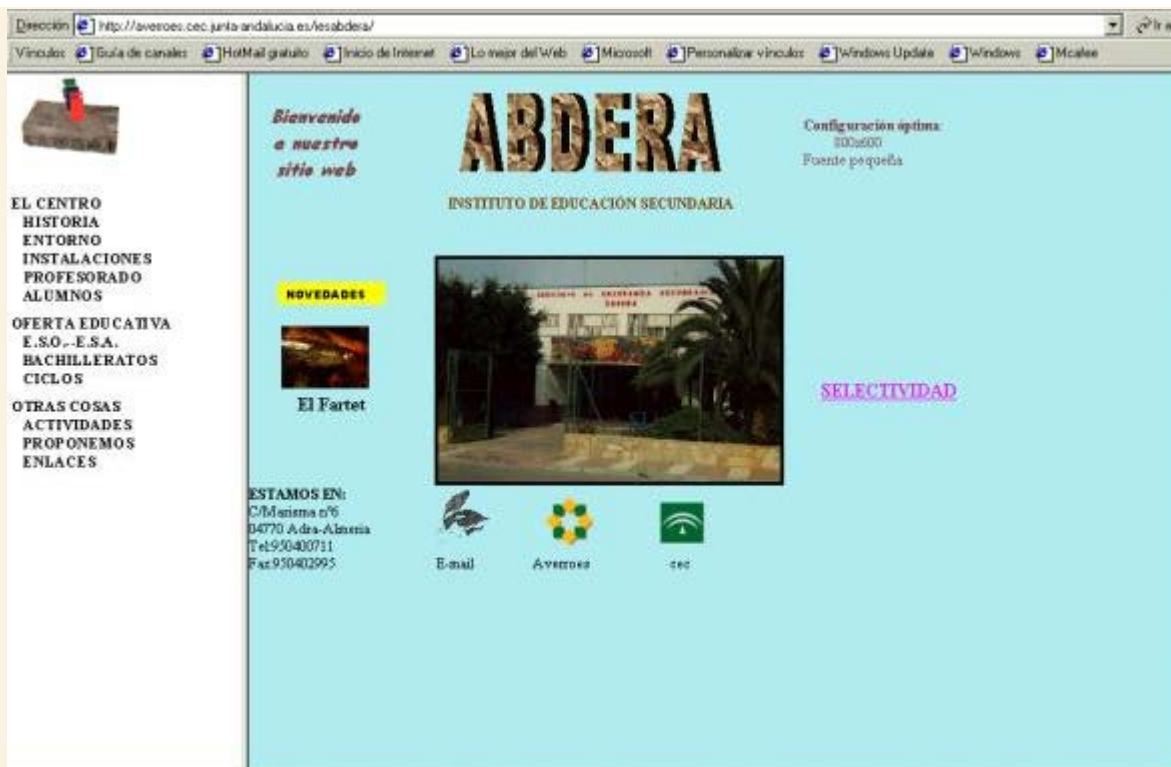 Dirección http://averroes.cec.junta-andalucia.es/iesabdera/ Ir a
Vínculos Guía de canales HotMail gratuito Inicio de Internet Lo mejor del Web Microsoft Personalizar vínculos Windows Update Windows Mcafee
Bienvenido
a nuestro
sitio web
ABDERA
INSTITUTO DE EDUCACIÓN SECUNDARIA
Configuración óptima:
800x600
Fuente pequeña
EL CENTRO
HISTORIA
ENTORNO
INSTALACIONES
PROFESORADO
ALUMNOS
OFERTA EDUCATIVA
E.S.O.-E.S.A.
BACHILLERATOS
CICLOS
OTRAS COSAS
ACTIVIDADES
PROPONEMOS
ENLACES
NOVEDADES
El Fartet
SELECTIVIDAD
ESTAMOS EN:
C/Marisma nº6
04770 Adra-Almeria
Tel:950400711
Fax:950402995
E-mail
Averroes
cec